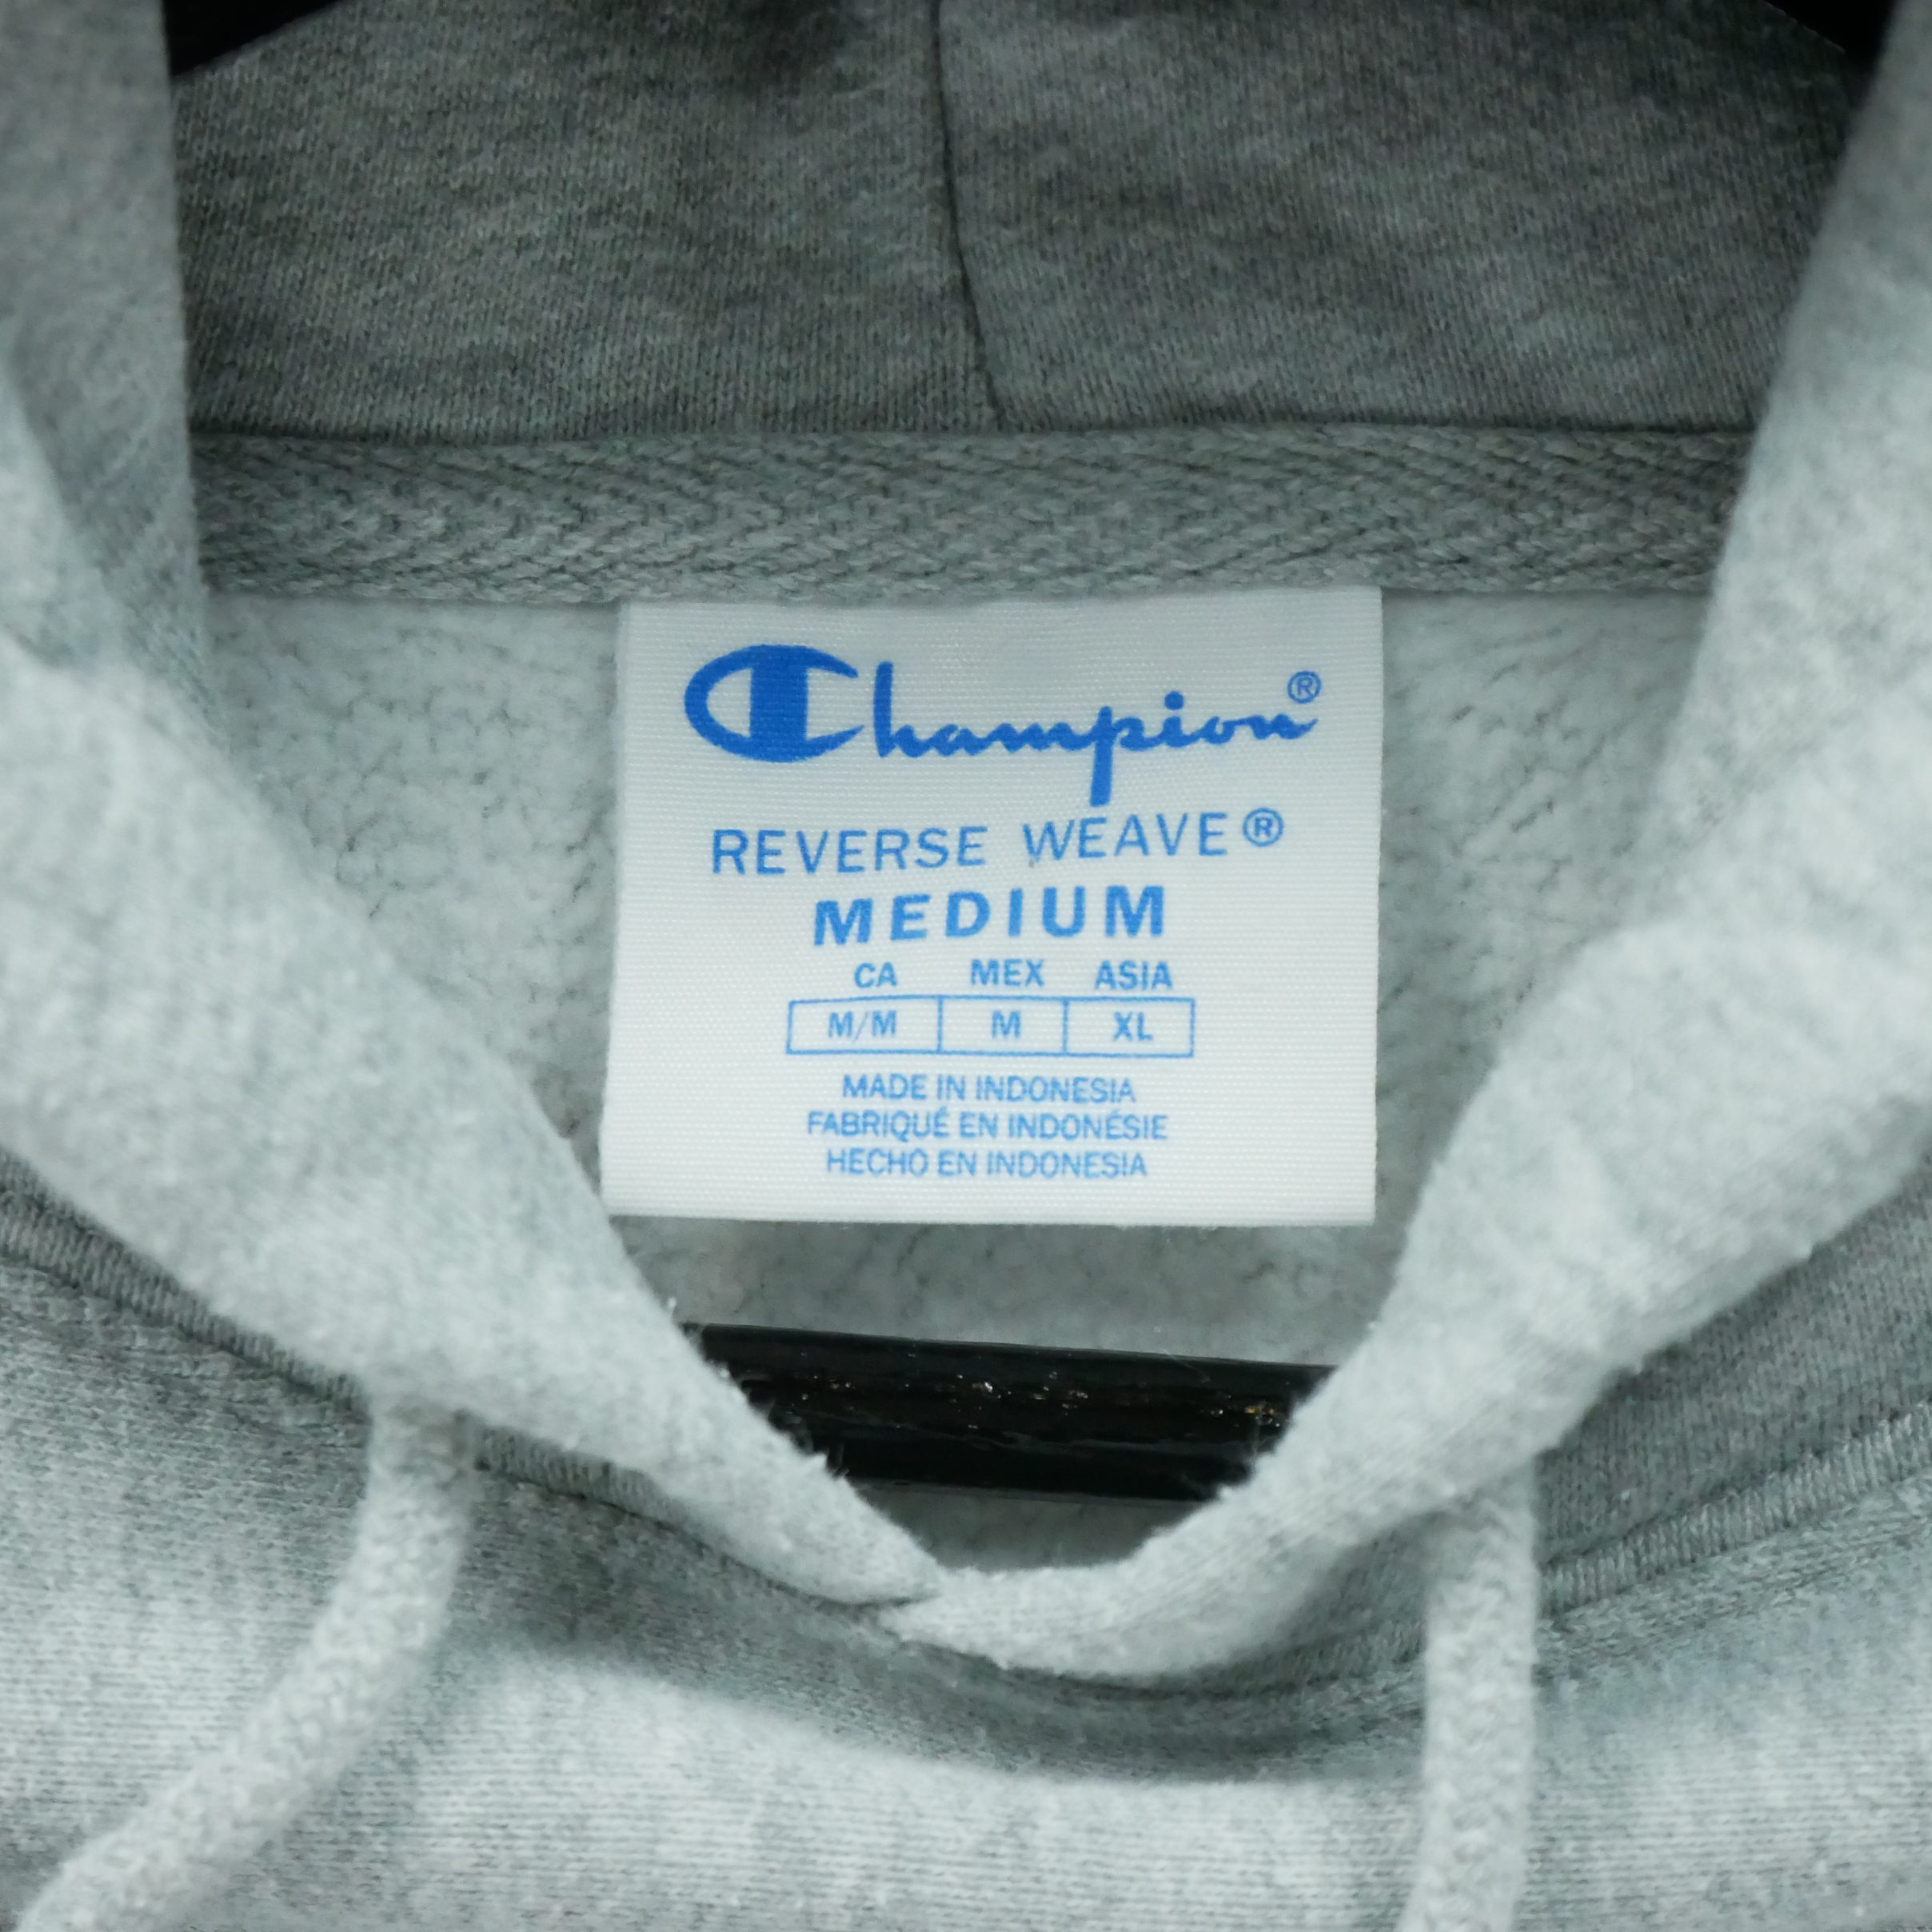 Champion®
REVERSE WEAVE®
MEDIUM
CA MEX ASIA
M/M M XL
MADE IN INDONESIA
FABRIQUÉ EN INDONÉSIE
HECHO EN INDONESIA